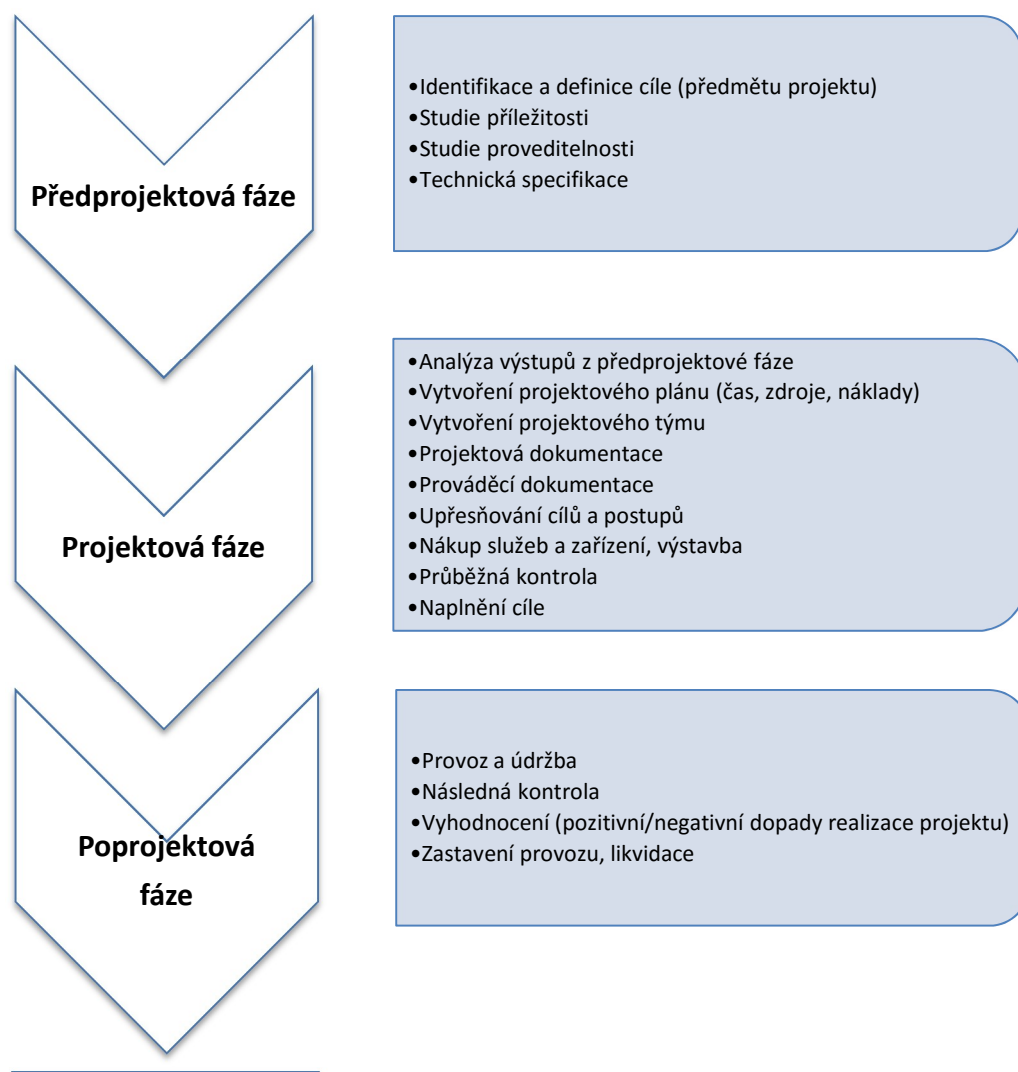 Předprojektová fáze
•Identifikace a definice cíle (předmětu projektu)
•Studie příležitosti
•Studie proveditelnosti
•Technická specifikace
Projektová fáze
•Analýza výstupů z předprojektové fáze
•Vytvoření projektového plánu (čas, zdroje, náklady)
•Vytvoření projektového týmu
•Projektová dokumentace
•Prováděcí dokumentace
•Upřesňování cílů a postupů
•Nákup služeb a zařízení, výstavba
•Průběžná kontrola
•Naplnění cíle
Poprojektová
fáze
•Provoz a údržba
•Následná kontrola
•Vyhodnocení (pozitivní/negativní dopady realizace projektu)
•Zastavení provozu, likvidace